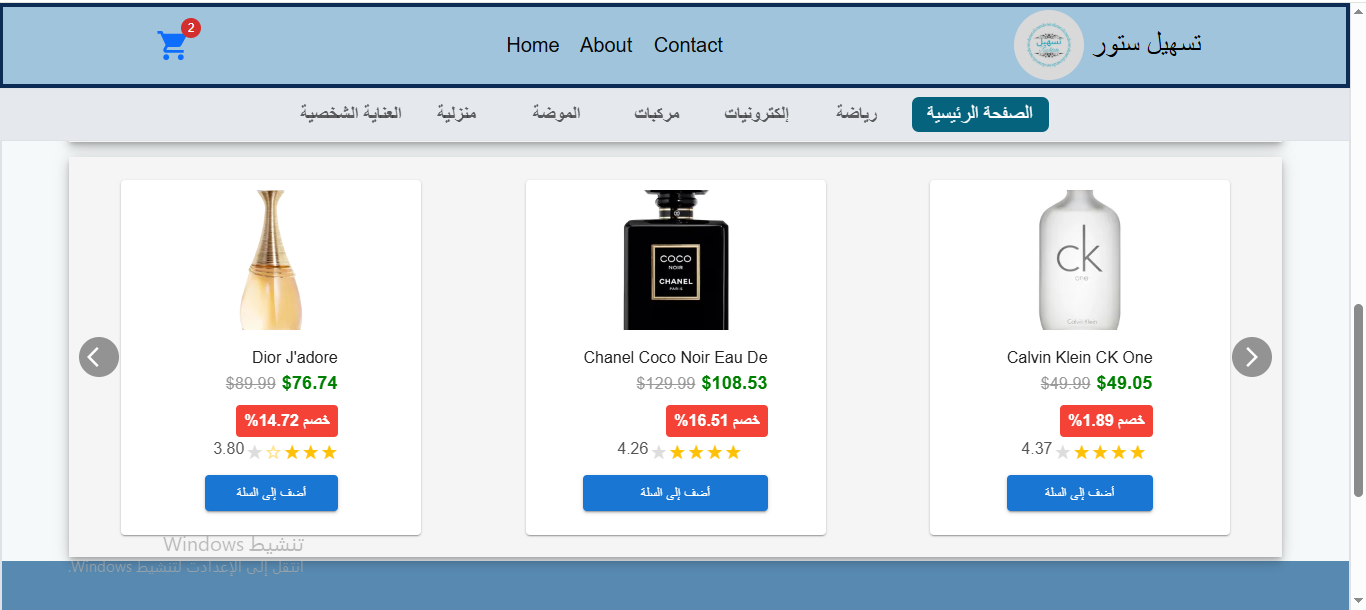 تسهيل ستور
تسهيل
Home About Contact
2
الصفحة الرئيسية رياضة إلكترونيات مركبات الموضة منزلية العناية الشخصية
ck
one
Calvin Klein
Calvin Klein CK One
$49.99 $49.05
خصم 1.89%
4.37
أضف إلى السلة
COCO
NOIR
CHANEL
PARIS
Chanel Coco Noir Eau De
$129.99 $108.53
خصم 16.51%
4.26
أضف إلى السلة
Dior J'adore
$89.99 $76.74
خصم 14.72%
3.80
أضف إلى السلة
تنشيط Windows
انتقل إلى الإعدادت لتنشيط Windows.